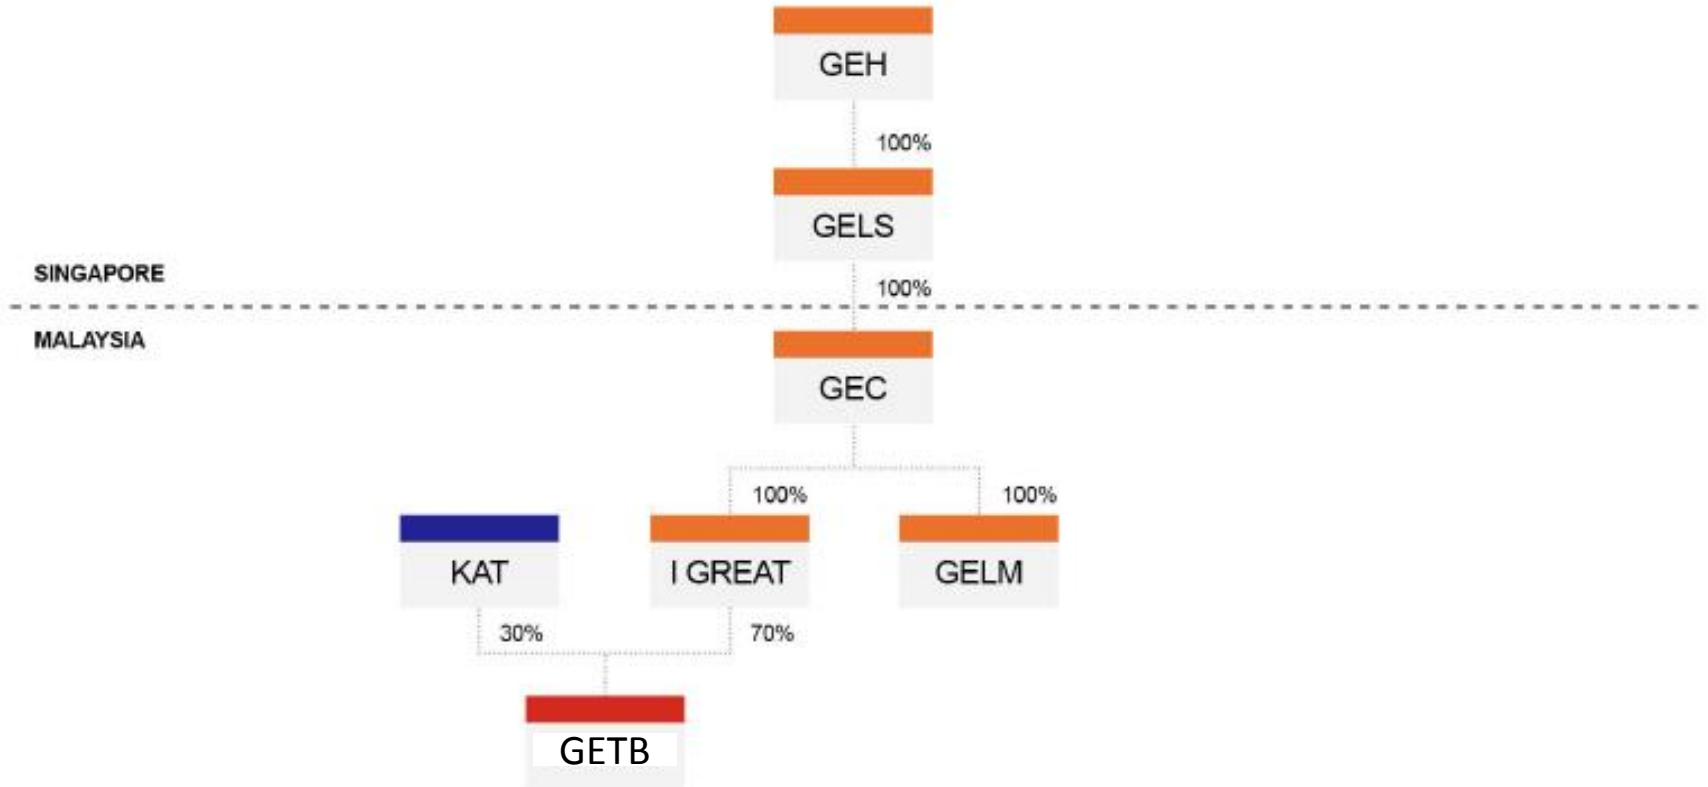 GEH
100%
GELS
SINGAPORE
100%
MALAYSIA
GEC
100%
100%
KAT
I GREAT
GELM
30%
70%
GETB